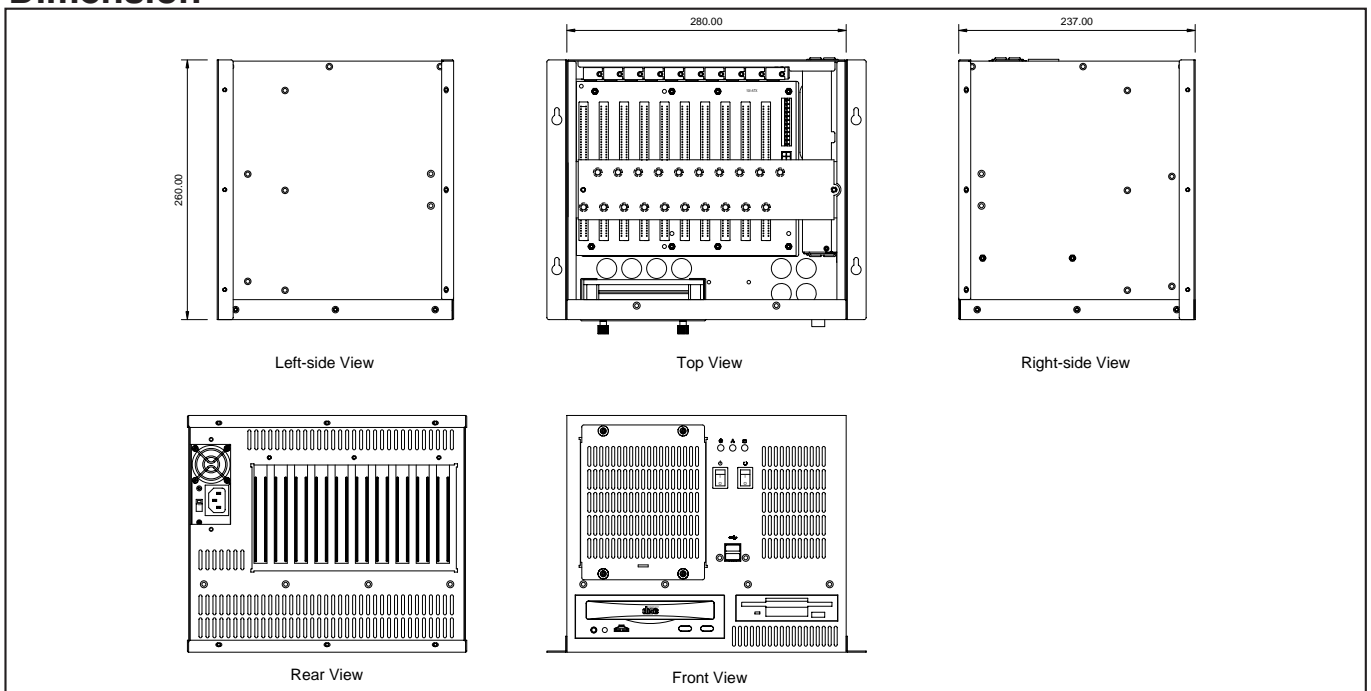 Dimension
280.00
237.00
260.00
Left-side View
Top View
Right-side View
Rear View
Front View